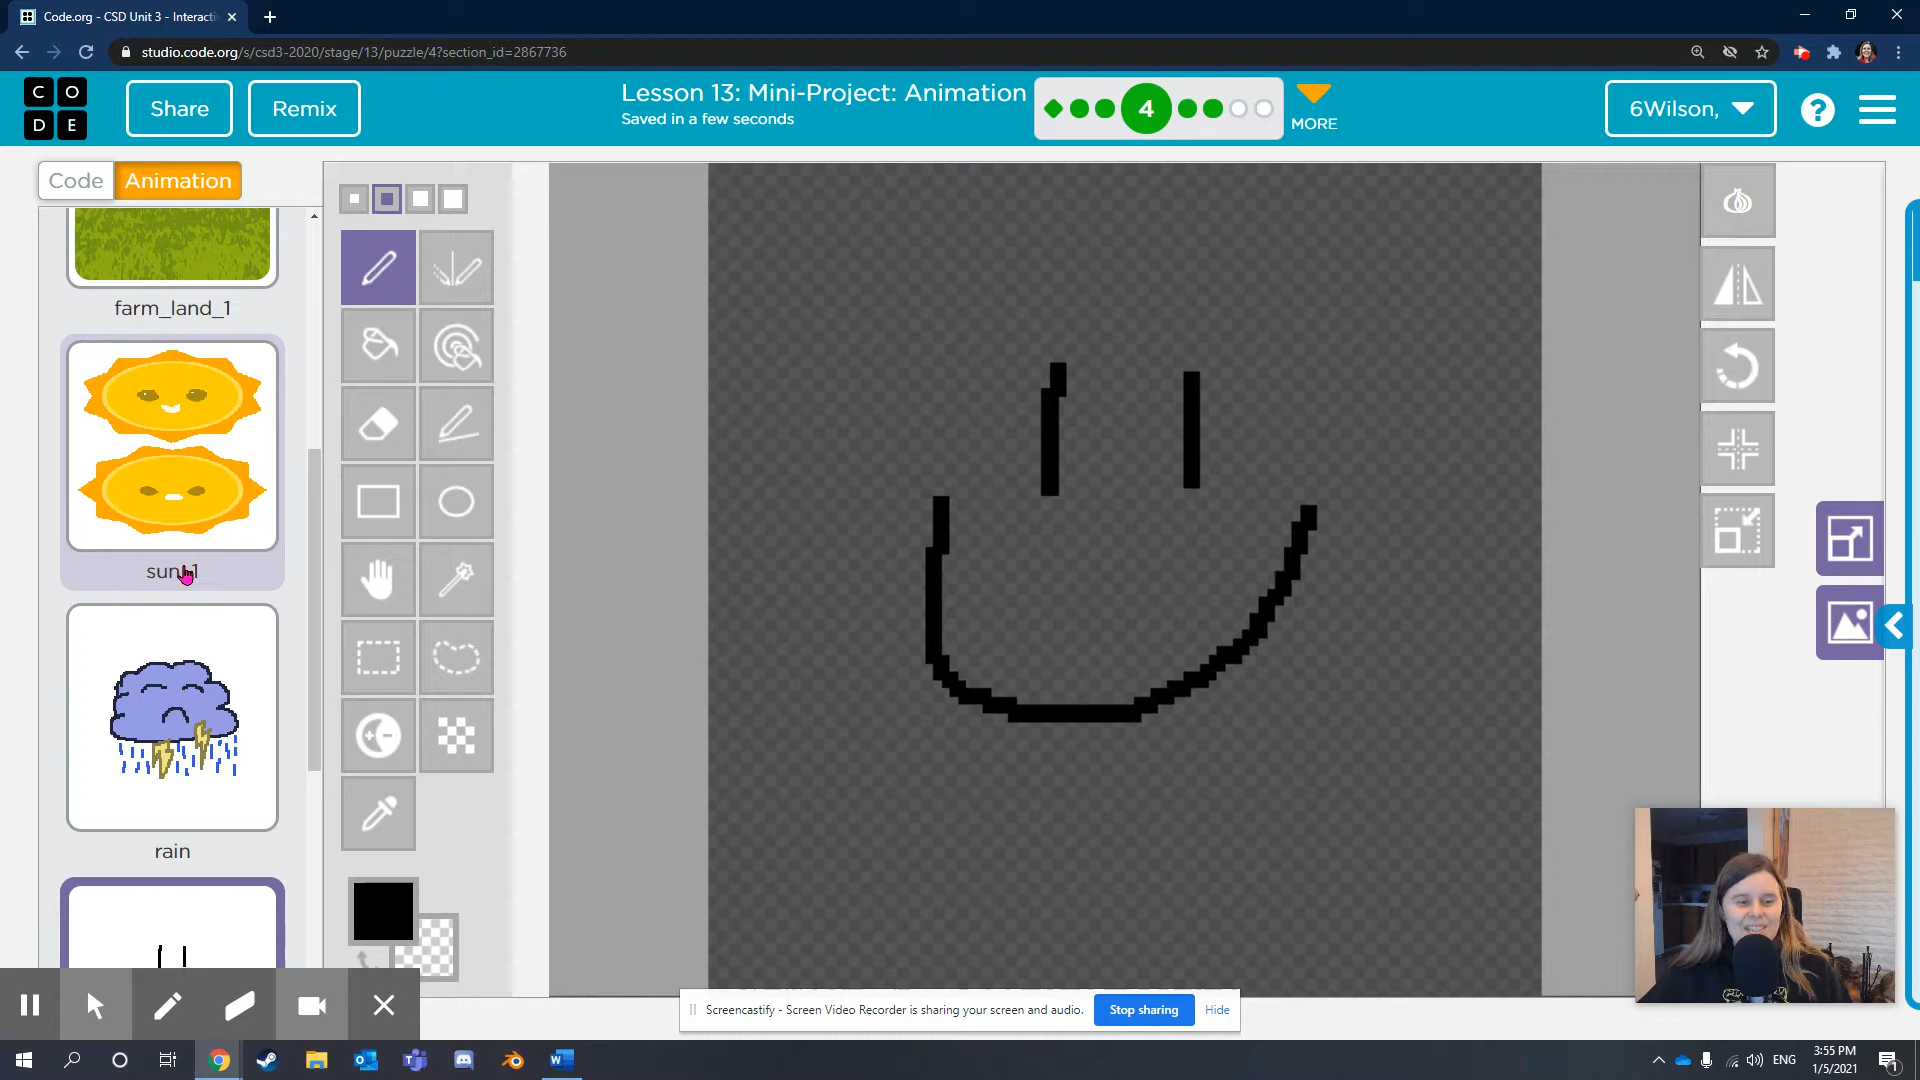 Code.org - CSD Unit 3 - Interacti
studio.code.org/s/csd3-2020/stage/13/puzzle/4?section_id=2867736
C O
D E
Share
Remix
Lesson 13: Mini-Project: Animation
Saved in a few seconds
4
MORE
6Wilson,
?
Code
Animation
farm_land_1
rain
Screencastify - Screen Video Recorder is sharing your screen and audio.
Stop sharing
Hide
ENG
3:55 PM
1/5/2021
1